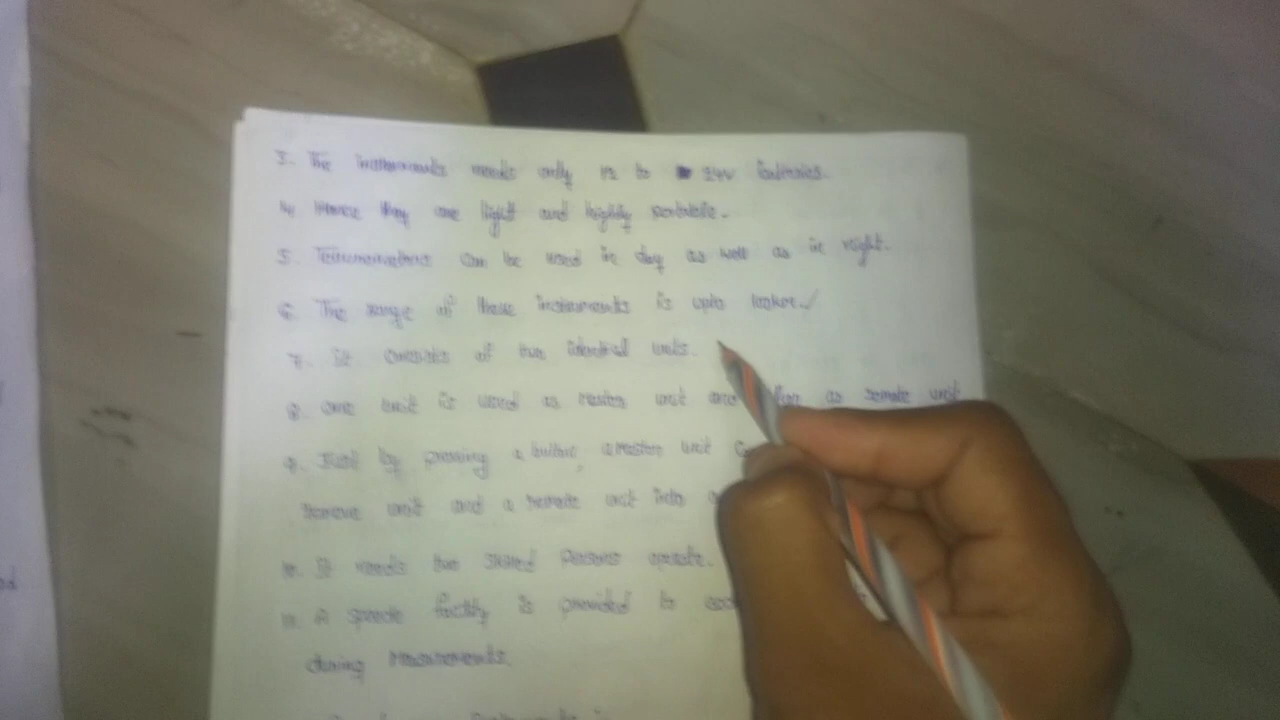 3. The instruments needs only 12 to 24V batteries.
4. Hence they are light and highly portable.
5. Tellurometers can be used in day as well as in night.
6. The range of these instruments is upto 100km.
7. It consists of two identical units.
8. one unit is used as Master unit and as remote unit
9. Just by pressing a button, a master unit
remove unit and a remote unit into a
10. It needs two skilled persons operate.
11. A speech facility is provided to
during Measurements.